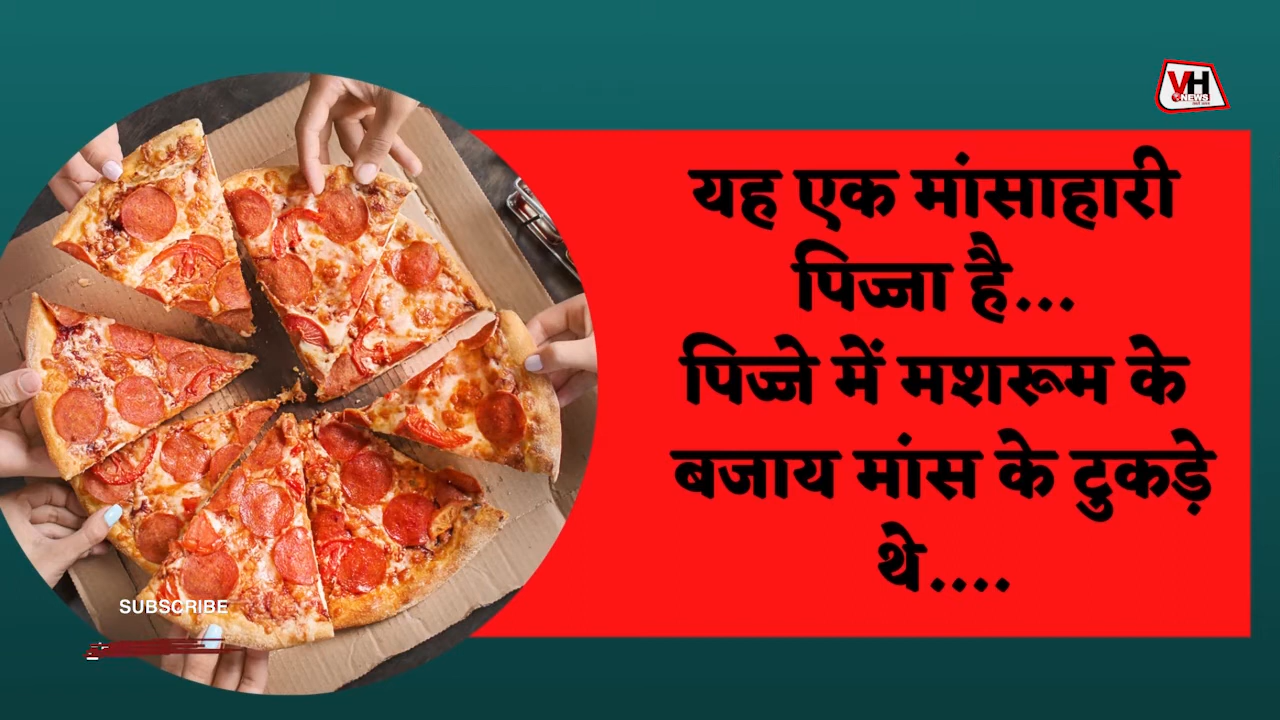 VH
NEWS
यह एक मांसाहारी
पिज्जा है...
पिज्जे में मशरूम के
बजाय मांस के टुकड़े
थे....
SUBSCRIBE